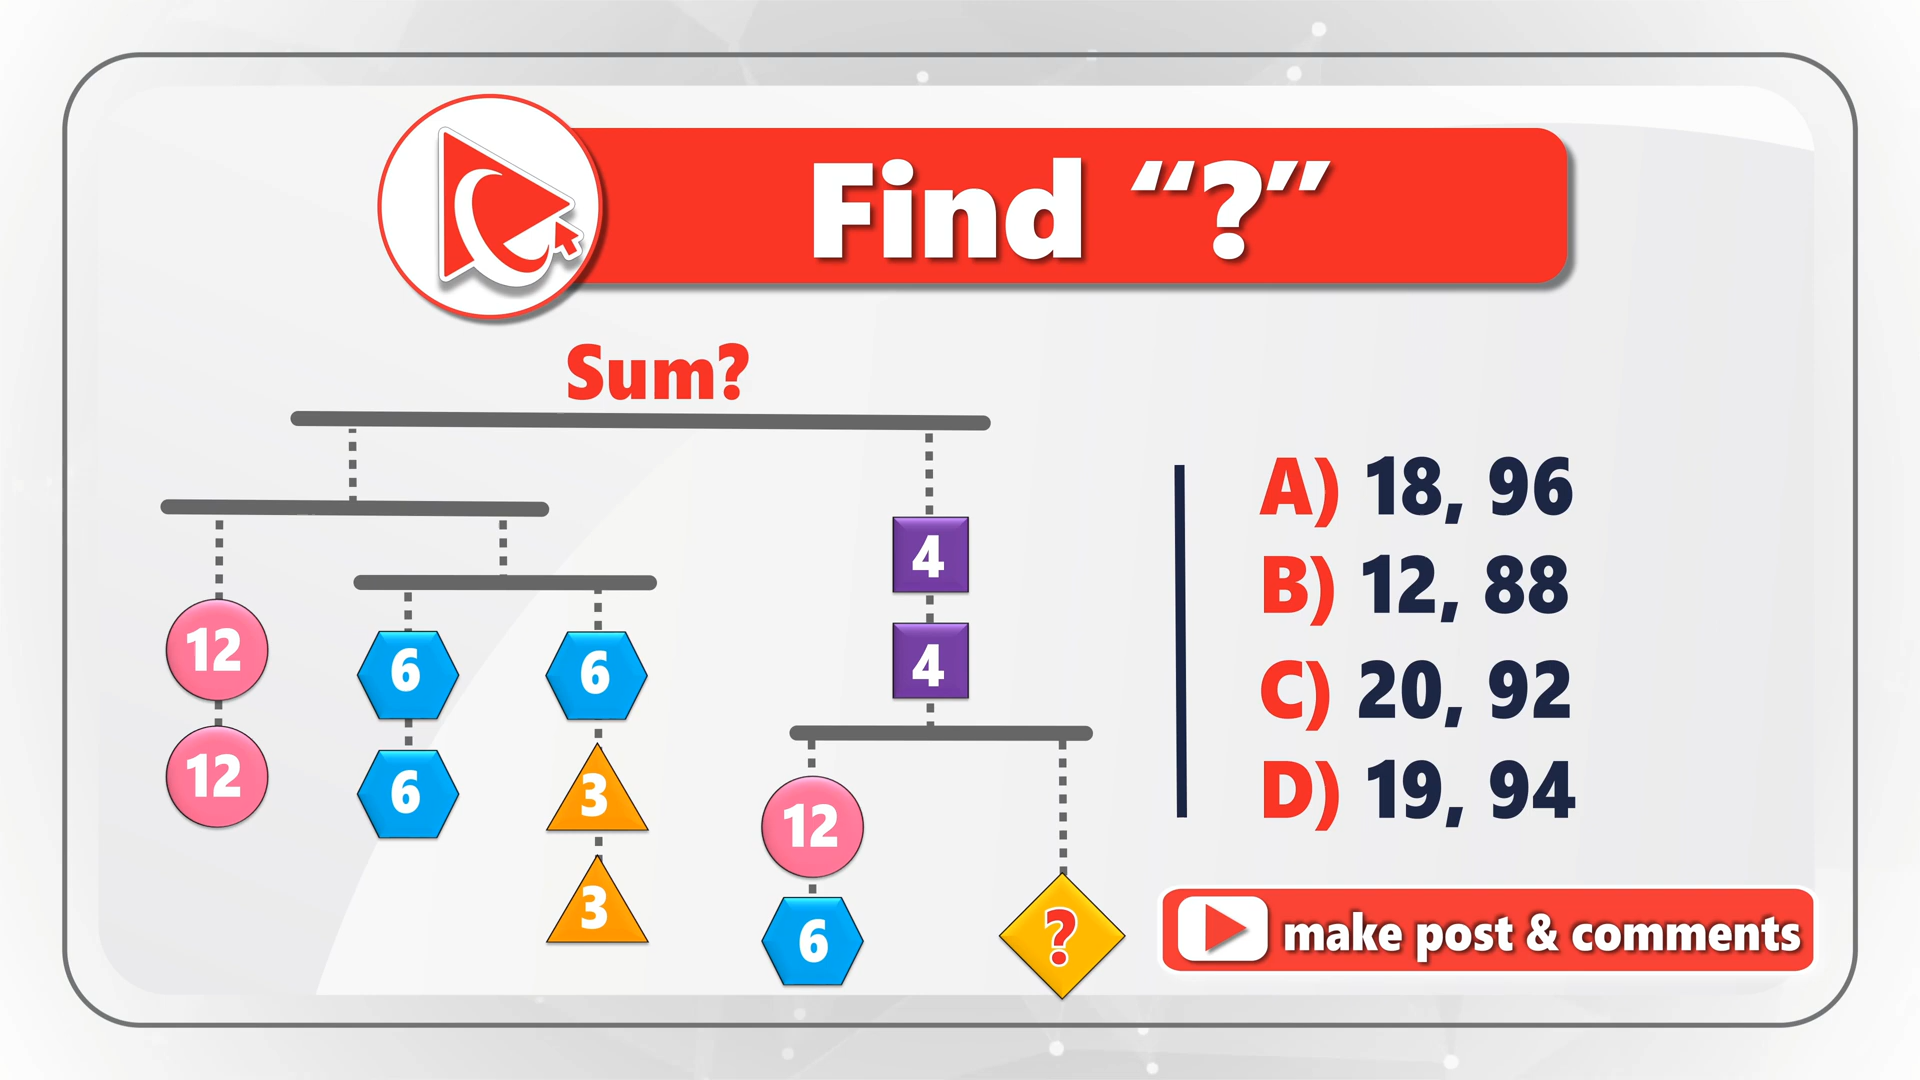 Find “?”
Sum?
4
4
12
12
6
6
6
3
3
12
6
?
A) 18, 96
B) 12, 88
C) 20, 92
D) 19, 94
make post & comments